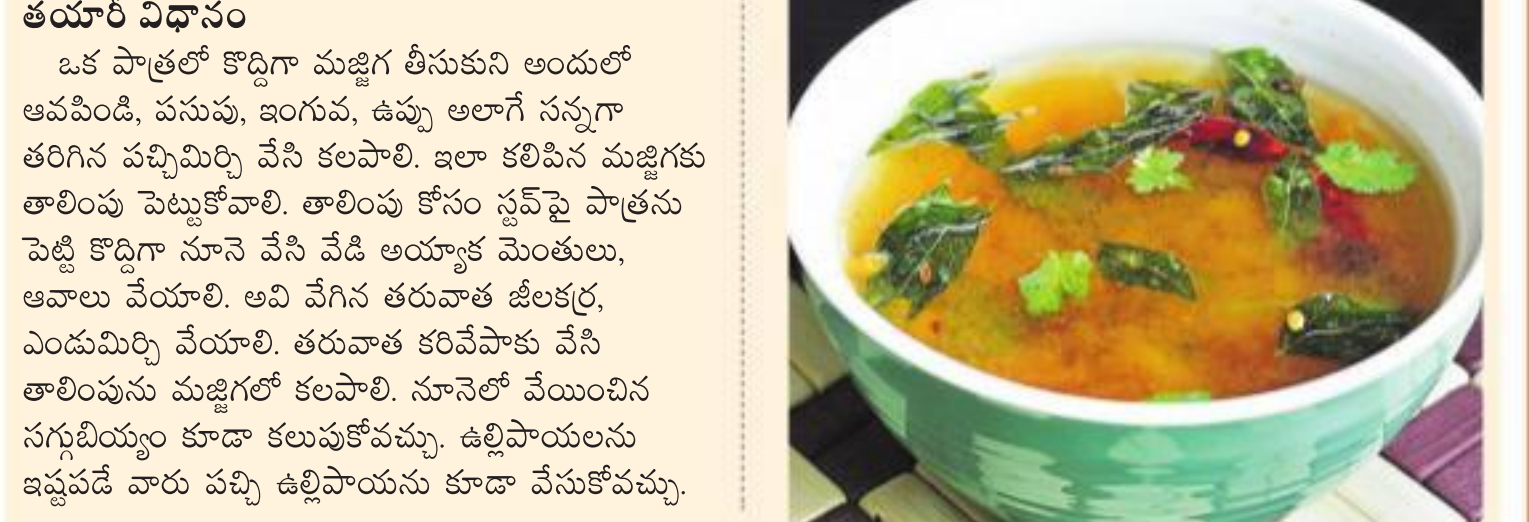 తయారీ విధానం
ఒక పాత్రలో కొద్దిగా మజ్జిగ తీసుకుని అందులో
ఆవపిండి, పసుపు, ఇంగువ, ఉప్పు అలాగే సన్నగా
తరిగిన పచ్చిమిర్చి వేసి కలపాలి. ఇలా కలిపిన మజ్జిగకు
తాలింపు పెట్టుకోవాలి. తాలింపు కోసం స్టవ్‌పై పాత్రను
పెట్టి కొద్దిగా నూనె వేసి వేడి అయ్యాక మెంతులు,
ఆవాలు వేయాలి. అవి వేగిన తరువాత జీలకర్ర,
ఎండుమిర్చి వేయాలి. తరువాత కరివేపాకు వేసి
తాలింపును మజ్జిగలో కలపాలి. నూనెలో వేయించిన
సగ్గుబియ్యం కూడా కలుపుకోవచ్చు. ఉల్లిపాయలను
ఇష్టపడే వారు పచ్చి ఉల్లిపాయను కూడా వేసుకోవచ్చు.